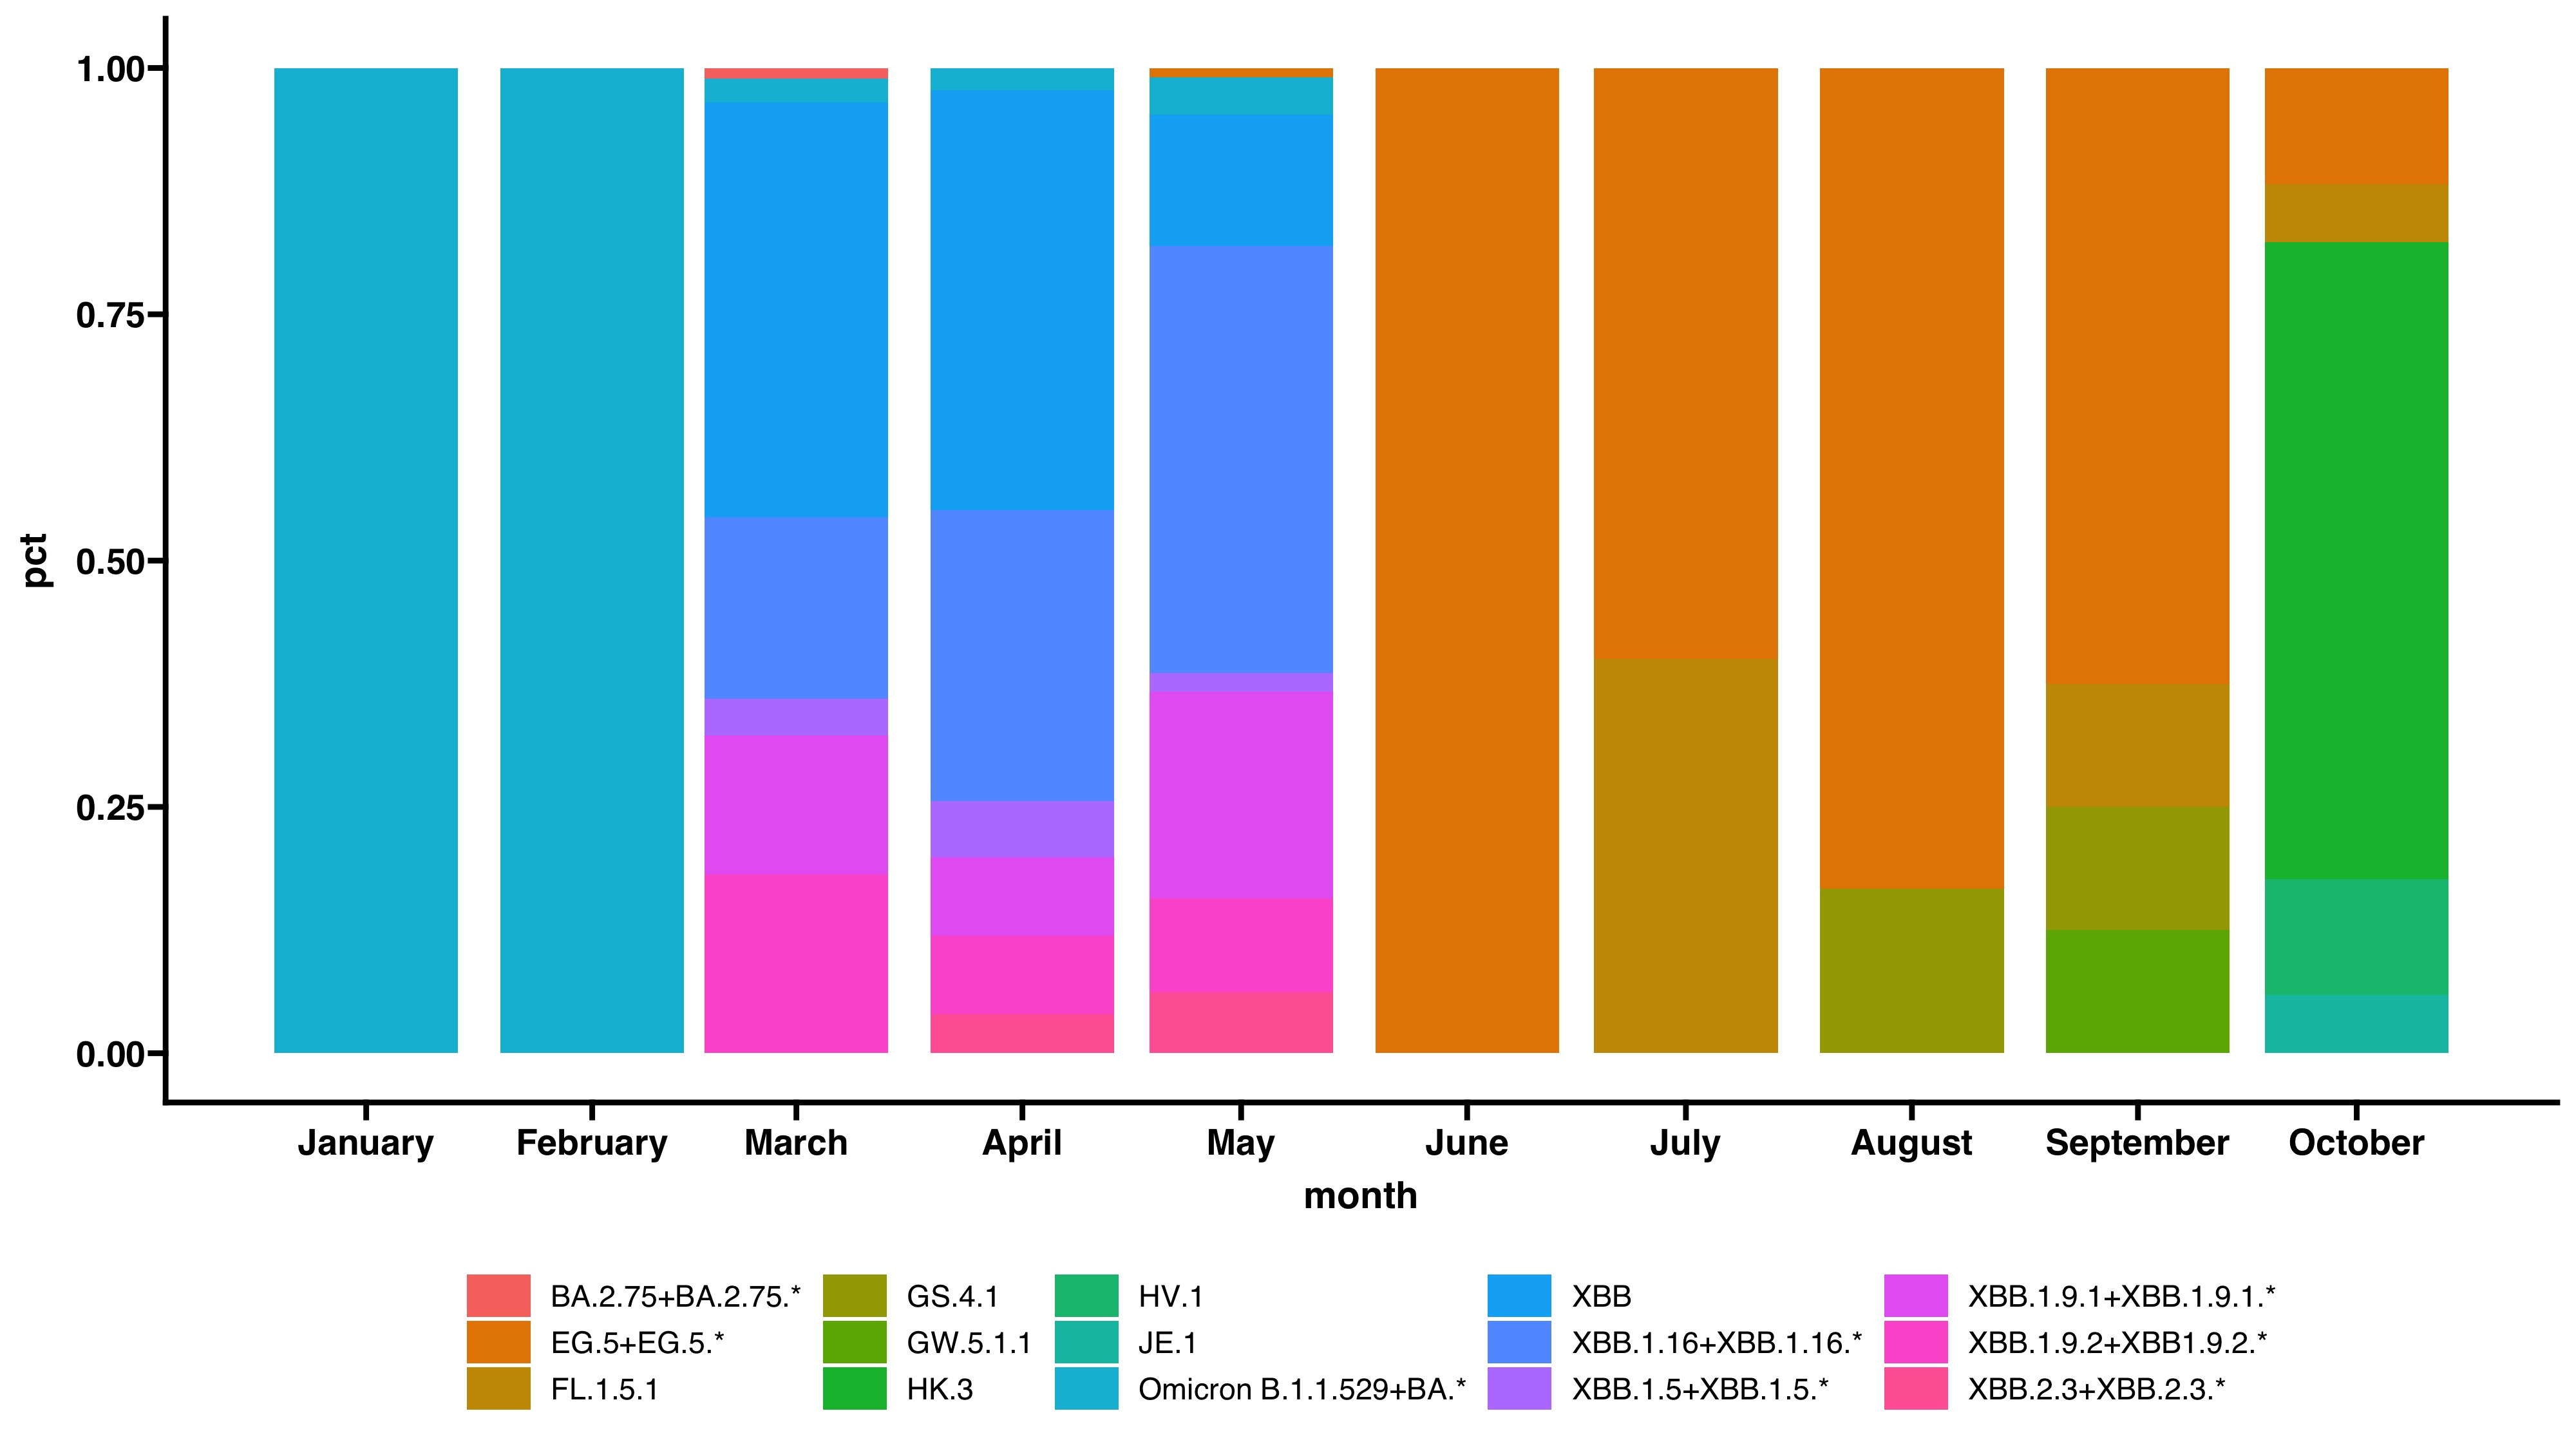 1.00
0.75
0.50
0.25
0.00
pct
January February March April May June July August September October
month
BA.2.75+BA.2.75.* GS.4.1 HV.1 XBB XBB.1.9.1+XBB.1.9.1.*
EG.5+EG.5.* GW.5.1.1 JE.1 XBB.1.16+XBB.1.16.* XBB.1.9.2+XBB1.9.2.*
FL.1.5.1 HK.3 Omicron B.1.1.529+BA.* XBB.1.5+XBB.1.5.* XBB.2.3+XBB.2.3.*